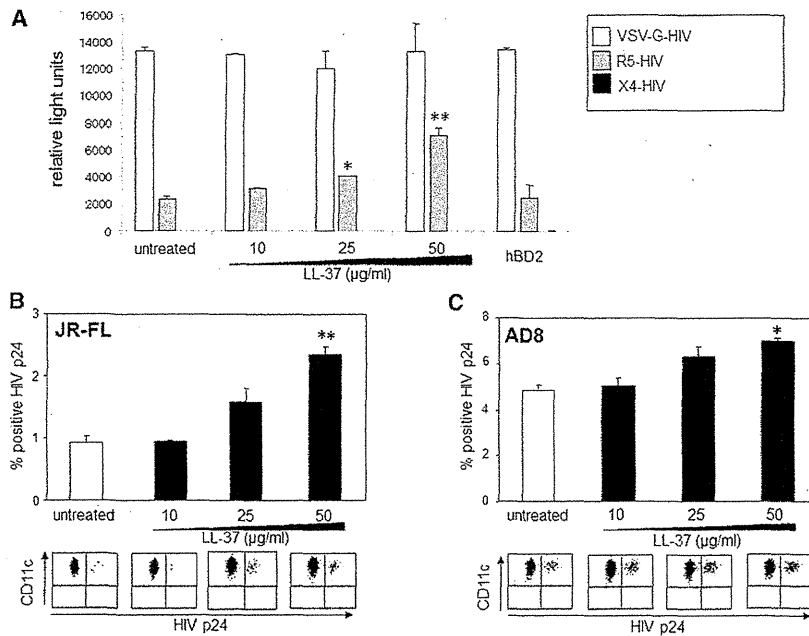 A
16000
14000
12000
10000
8000
6000
4000
2000
0
relative light units
VSV-G-HIV
R5-HIV
X4-HIV
*
**
untreated
10
25
50
hBD2
LL-37 (µg/ml)
B
JR-FL
3
2
1
0
% positive HIV p24
**
untreated
10
25
50
LL-37 (µg/ml)
CD11c
HIV p24
C
AD8
8
6
4
2
0
% positive HIV p24
*
untreated
10
25
50
LL-37 (µg/ml)
CD11c
HIV p24